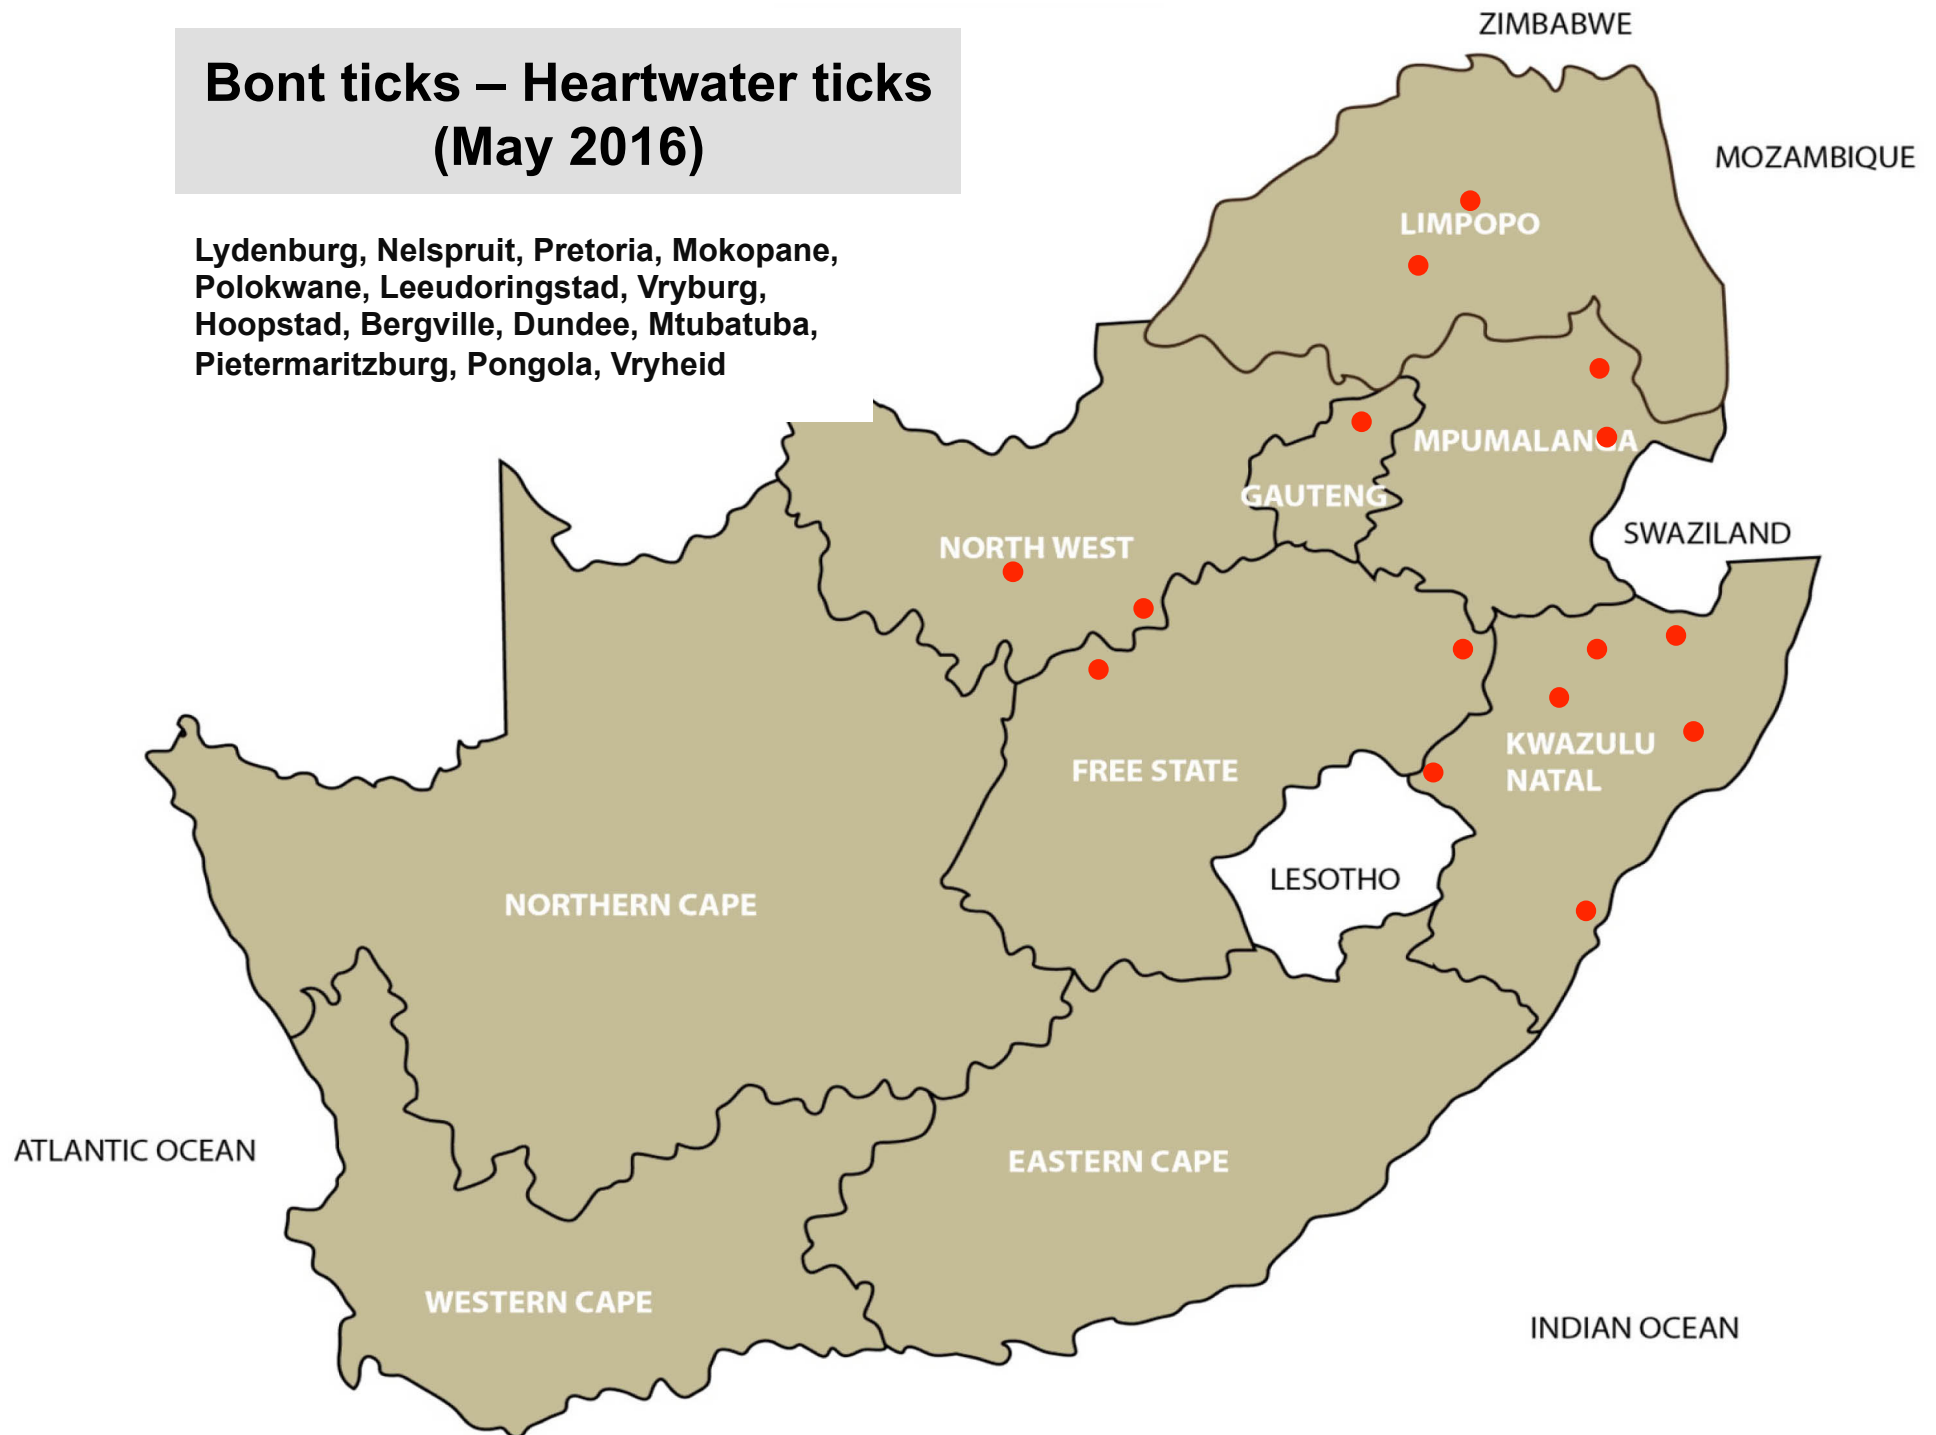 Bont ticks – Heartwater ticks
(May 2016)
Lydenburg, Nelspruit, Pretoria, Mokopane,
Polokwane, Leeudoringstad, Vryburg,
Hoopstad, Bergville, Dundee, Mtubatuba,
Pietermaritzburg, Pongola, Vryheid
ZIMBABWE
MOZAMBIQUE
LIMPOPO
MPUMALANGA
GAUTENG
SWAZILAND
NORTH WEST
KWAZULU
NATAL
FREE STATE
LESOTHO
NORTHERN CAPE
ATLANTIC OCEAN
EASTERN CAPE
WESTERN CAPE
INDIAN OCEAN